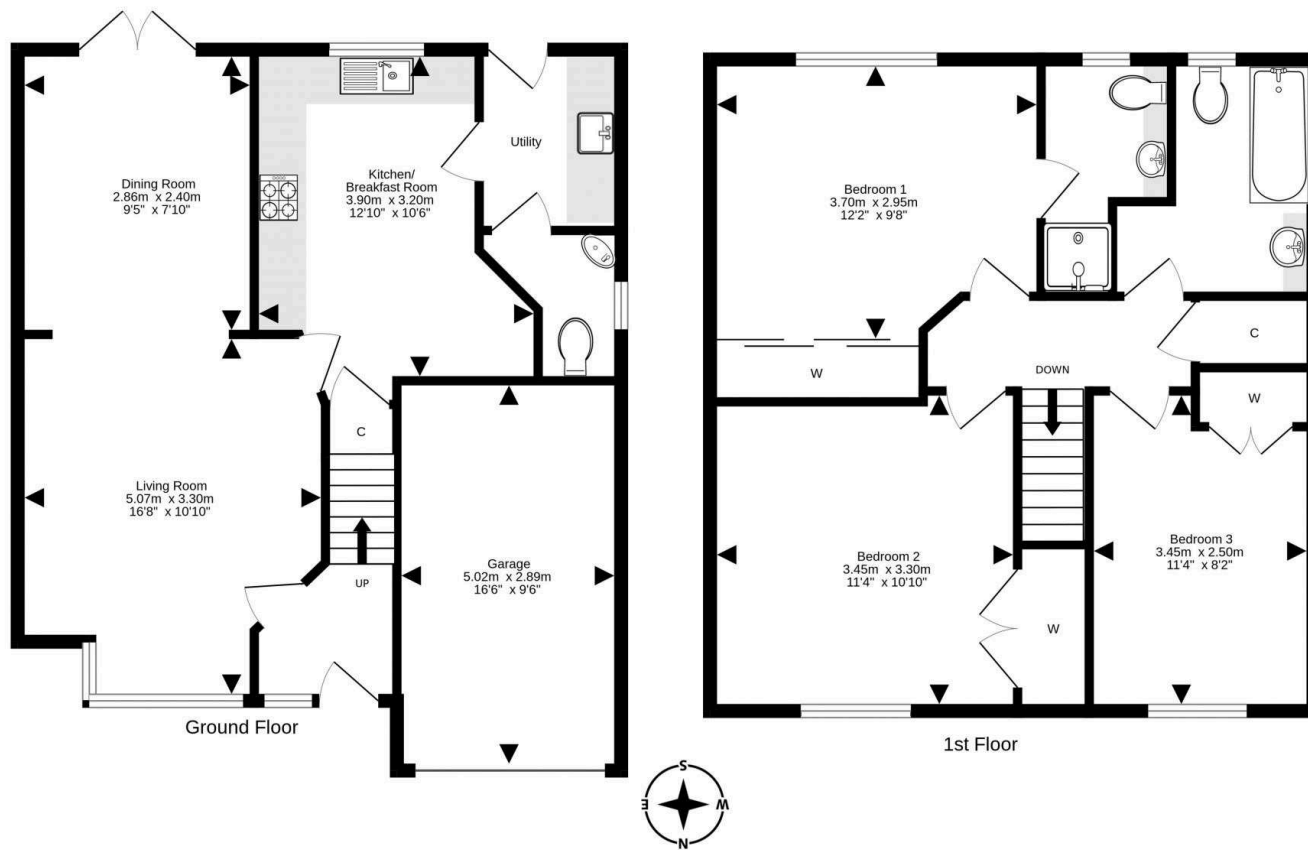 Dining Room
2.86m x 2.40m
9'5" x 7'10"
Kitchen/
Breakfast Room
3.90m x 3.20m
12'10" x 10'6"
Utility
Living Room
5.07m x 3.30m
16'8" x 10'10"
C
UP
Garage
5.02m x 2.89m
16'6" x 9'6"
Ground Floor
Bedroom 1
3.70m x 2.95m
12'2" x 9'8"
W
DOWN
C
W
Bedroom 2
3.45m x 3.30m
11'4" x 10'10"
W
Bedroom 3
3.45m x 2.50m
11'4" x 8'2"
1st Floor
S
E
W
N